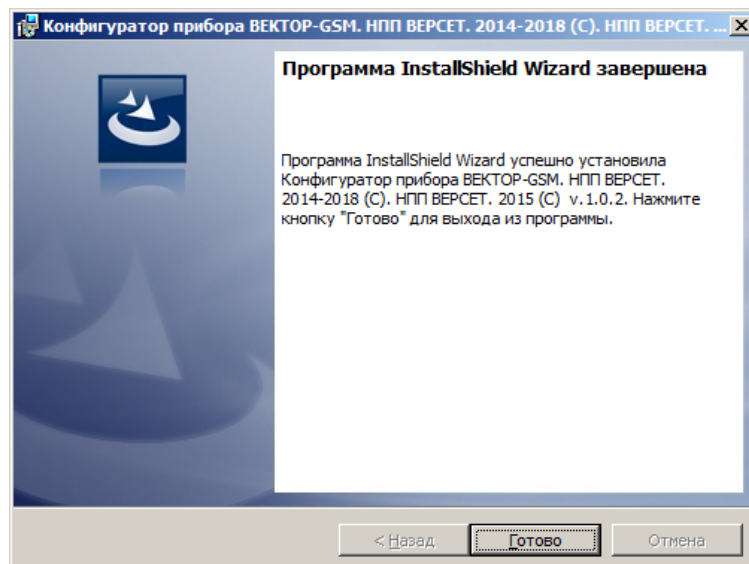 Конфигуратор прибора ВЕКТОР-GSM. НПП ВЕРСЕТ. 2014-2018 (C). НПП ВЕРСЕТ. ...
Программа InstallShield Wizard завершена
Программа InstallShield Wizard успешно установила
Конфигуратор прибора ВЕКТОР-GSM. НПП ВЕРСЕТ.
2014-2018 (C). НПП ВЕРСЕТ. 2015 (C) v.1.0.2. Нажмите
кнопку "Готово" для выхода из программы.
< Назад Готово Отмена